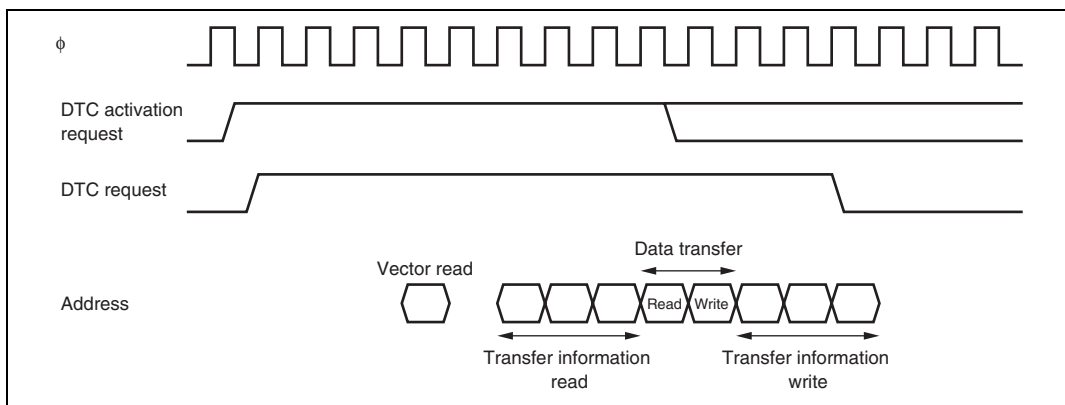 φ
DTC activation
request
DTC request
Data transfer
Vector read
Address
Read
Write
Transfer information
read
Transfer information
write